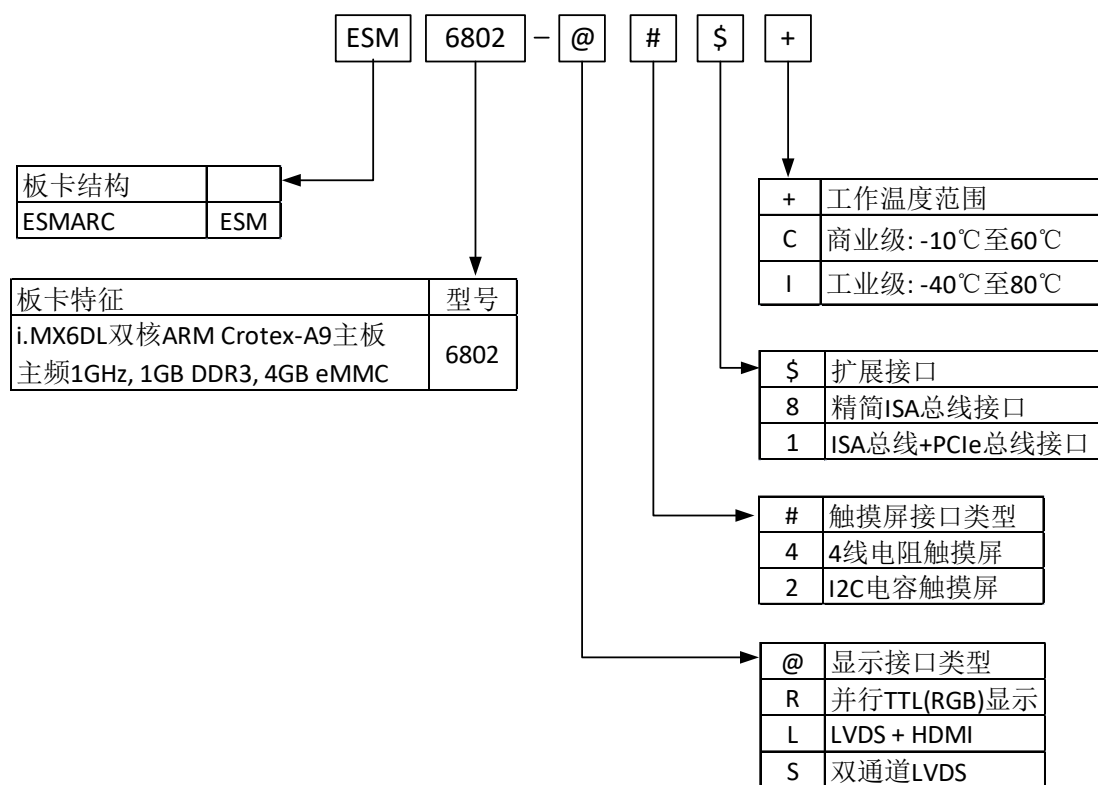 ESM 6802 – @ # $ +
板卡结构
ESMARC ESM
板卡特征 型号
i.MX6DL双核ARM Crotex-A9主板
主频1GHz, 1GB DDR3, 4GB eMMC
6802
+ 工作温度范围
C 商业级: -10℃至60℃
I 工业级: -40℃至80℃
$ 扩展接口
8 精简ISA总线接口
1 ISA总线+PCIe总线接口
# 触摸屏接口类型
4 4线电阻触摸屏
2 I2C电容触摸屏
@ 显示接口类型
R 并行TTL(RGB)显示
L LVDS + HDMI
S 双通道LVDS